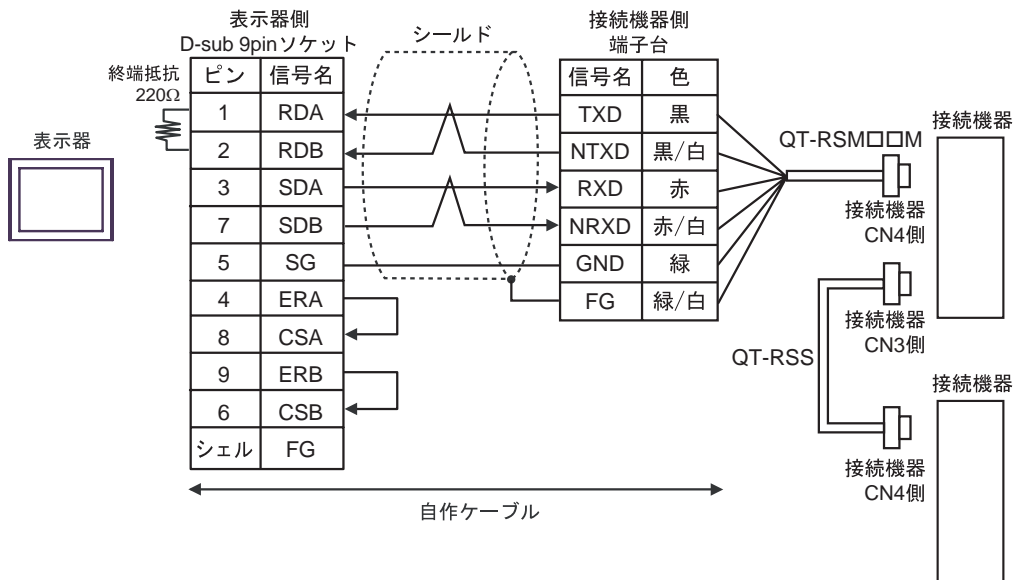 表示器側
D-sub 9pinソケット
シールド
接続機器側
端子台
終端抵抗
220Ω
ピン 信号名
1 RDA
2 RDB
3 SDA
7 SDB
5 SG
4 ERA
8 CSA
9 ERB
6 CSB
シェル FG
信号名 色
TXD 黒
NTXD 黒/白
RXD 赤
NRXD 赤/白
GND 緑
FG 緑/白
表示器
QT-RSM□□M
接続機器
接続機器
CN4側
接続機器
CN3側
QT-RSS
接続機器
接続機器
CN4側
自作ケーブル